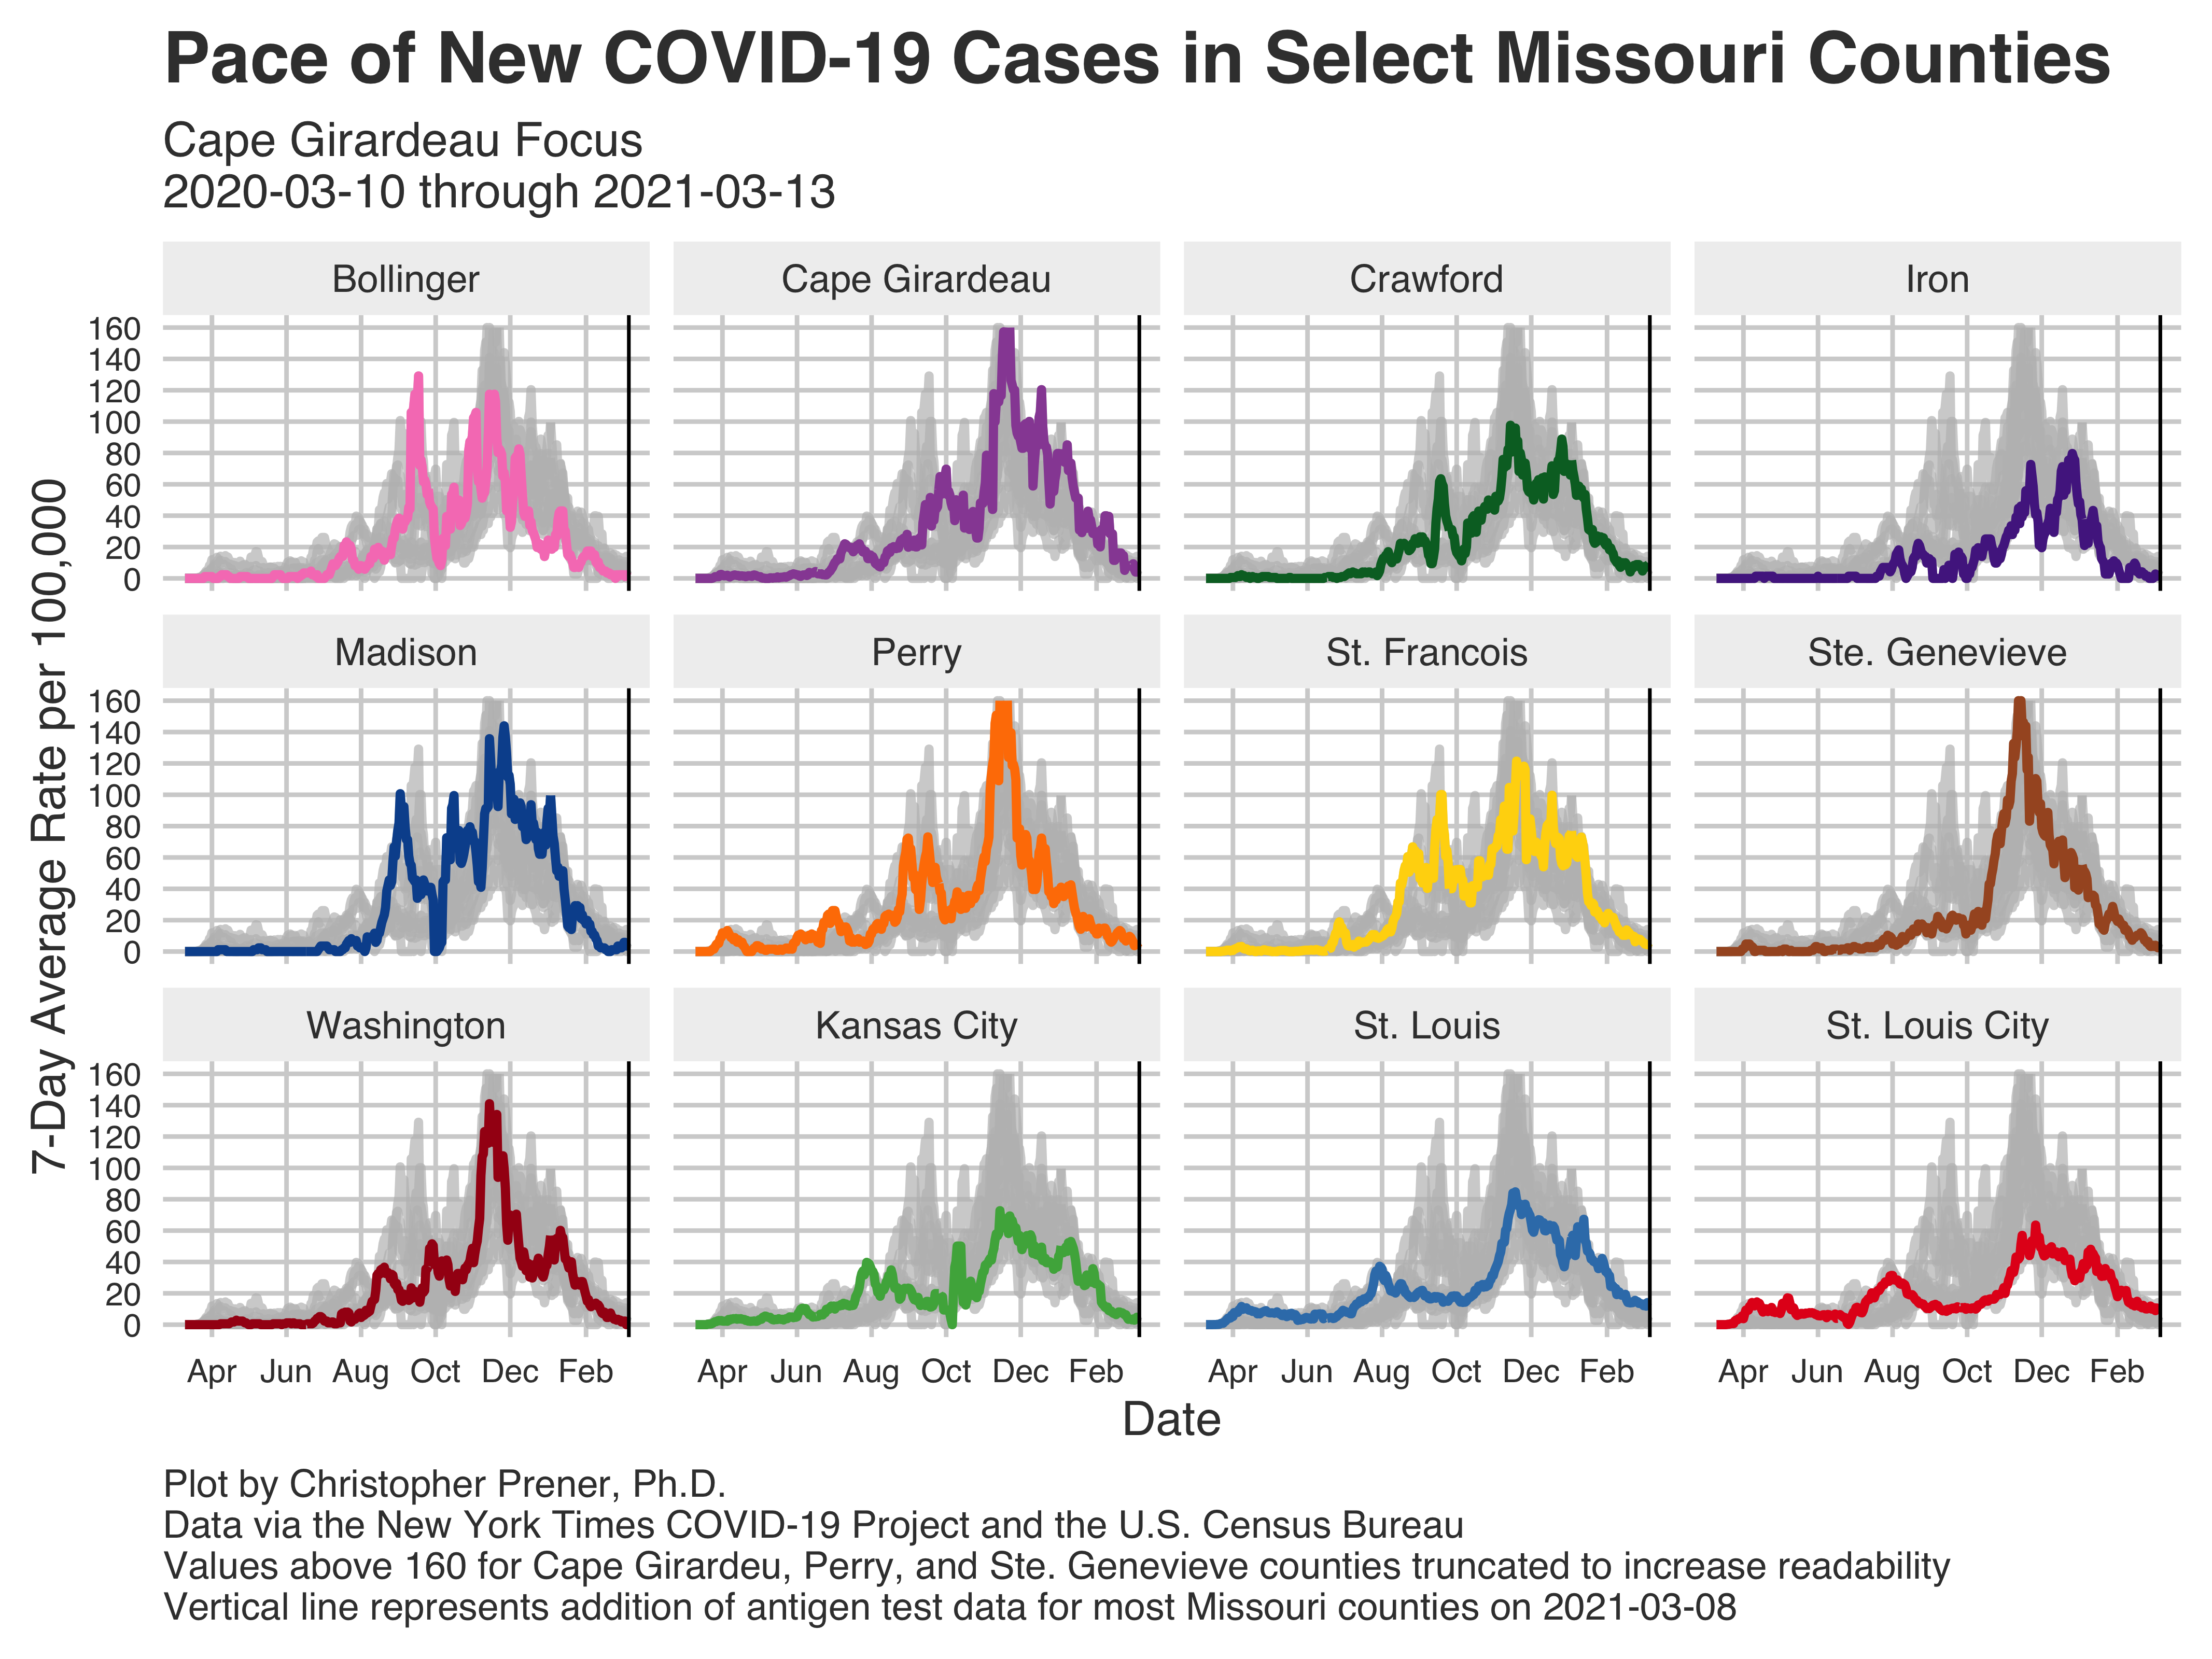 Pace of New COVID-19 Cases in Select Missouri Counties
Cape Girardeau Focus
2020-03-10 through 2021-03-13
Bollinger
Cape Girardeau
Crawford
Iron
160
140
120
100
80
60
40
20
0
Madison
Perry
St. Francois
Ste. Genevieve
160
140
120
100
80
60
40
20
0
Washington
Kansas City
St. Louis
St. Louis City
160
140
120
100
80
60
40
20
0
7-Day Average Rate per 100,000
Apr Jun Aug Oct Dec Feb
Apr Jun Aug Oct Dec Feb
Apr Jun Aug Oct Dec Feb
Apr Jun Aug Oct Dec Feb
Date
Plot by Christopher Prener, Ph.D.
Data via the New York Times COVID-19 Project and the U.S. Census Bureau
Values above 160 for Cape Girardeu, Perry, and Ste. Genevieve counties truncated to increase readability
Vertical line represents addition of antigen test data for most Missouri counties on 2021-03-08